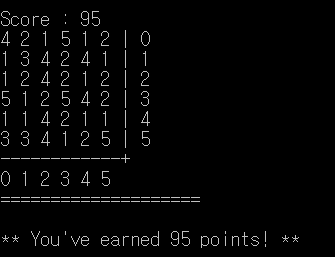 Score : 95
4 2 1 5 1 2 | 0
1 3 4 2 4 1 | 1
1 2 4 2 1 2 | 2
5 1 2 5 4 2 | 3
1 1 4 2 1 1 | 4
3 3 4 1 2 5 | 5
------------+
0 1 2 3 4 5
===================
** You've earned 95 points! **